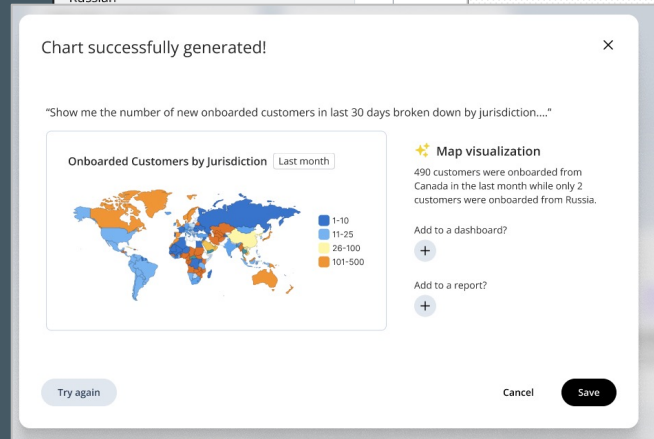 Russian
Chart successfully generated!
“Show me the number of new onboarded customers in last 30 days broken down by jurisdiction....”
Onboarded Customers by Jurisdiction Last month
1-10
11-25
26-100
101-500
Map visualization
490 customers were onboarded from
Canada in the last month while only 2
customers were onboarded from Russia.
Add to a dashboard?
+
Add to a report?
+
Try again
Cancel
Save